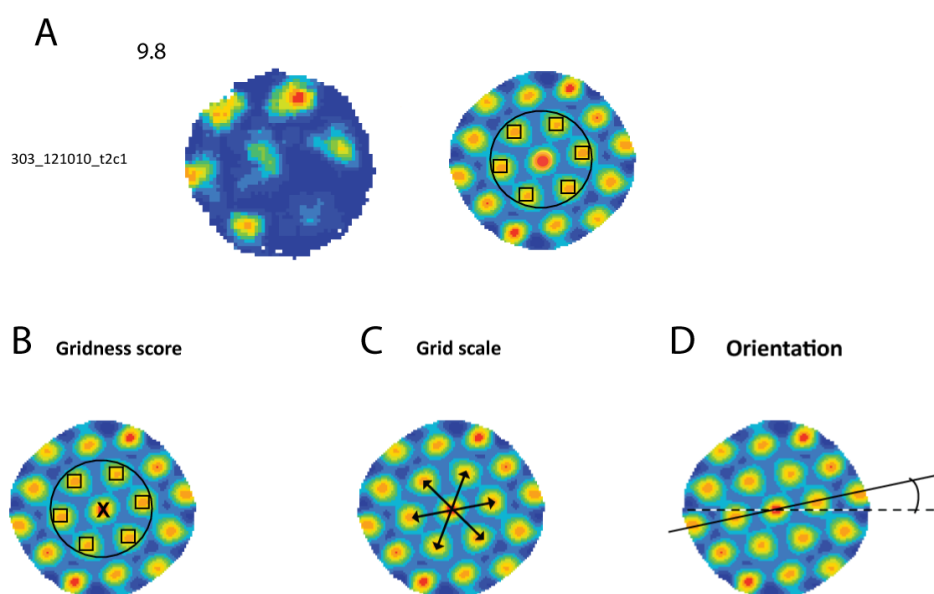 A
9.8
303_121010_t2c1
B Gridness score
C Grid scale
D Orientation
X